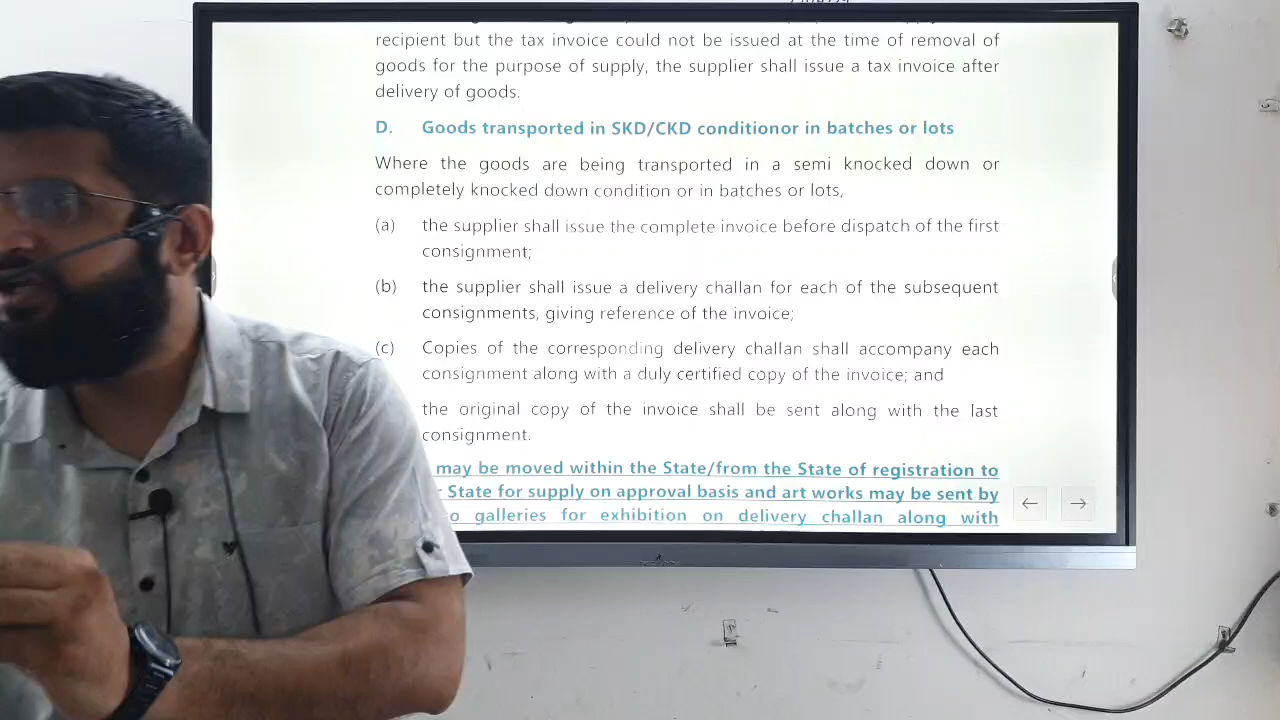 recipient but the tax invoice could not be issued at the time of removal of
goods for the purpose of supply, the supplier shall issue a tax invoice after
delivery of goods.
D. Goods transported in SKD/CKD conditionor in batches or lots
Where the goods are being transported in a semi knocked down or
completely knocked down condition or in batches or lots,
(a) the supplier shall issue the complete invoice before dispatch of the first
consignment;
(b) the supplier shall issue a delivery challan for each of the subsequent
consignments, giving reference of the invoice;
(c) Copies of the corresponding delivery challan shall accompany each
consignment along with a duly certified copy of the invoice; and
the original copy of the invoice shall be sent along with the last
consignment.
may be moved within the State/from the State of registration to
State for supply on approval basis and art works may be sent by
galleries for exhibition on delivery challan along with